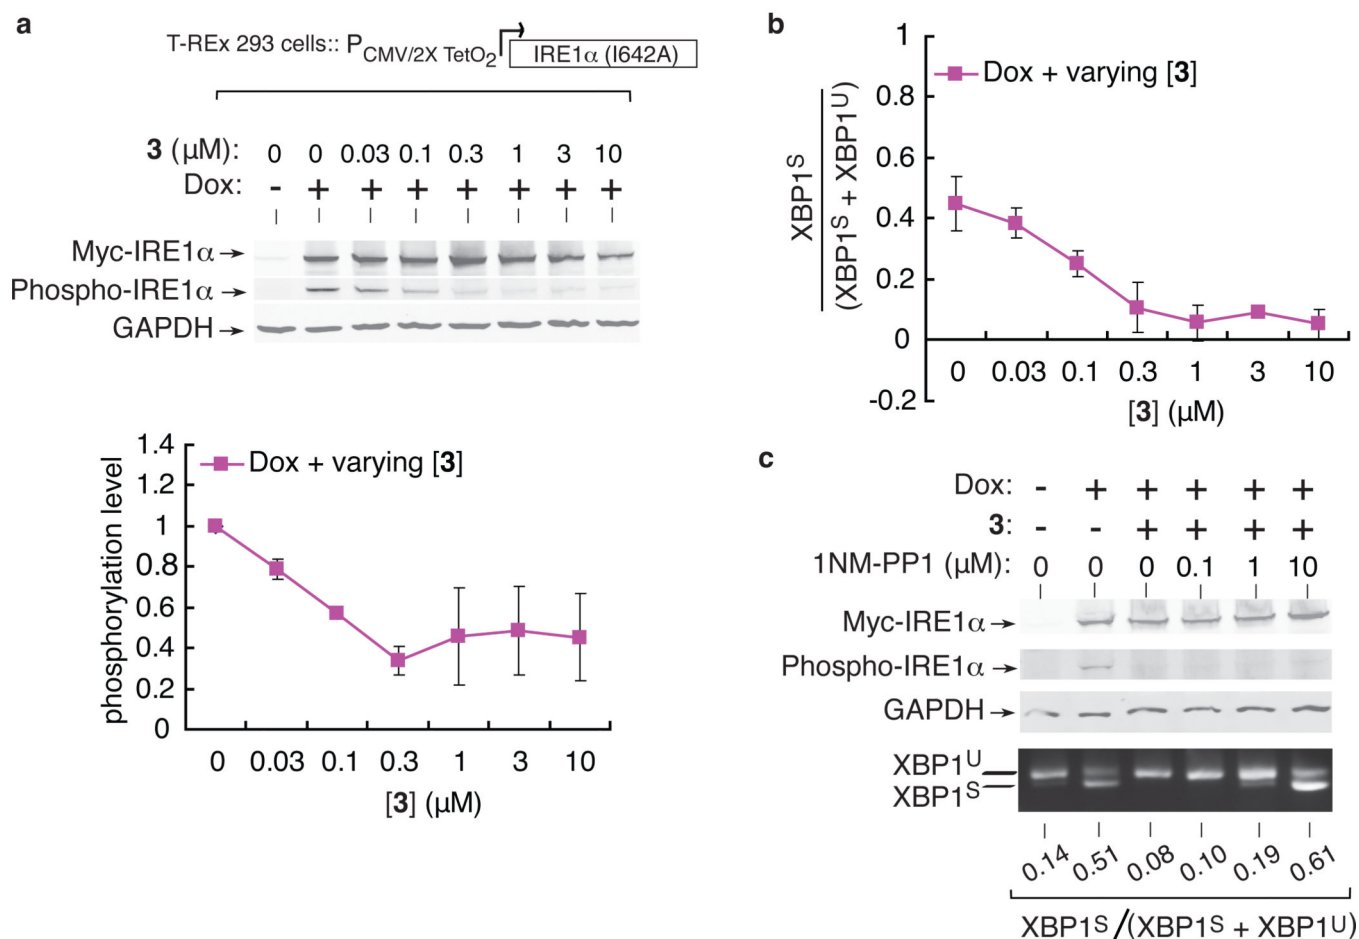 a
T-REx 293 cells:: P CMV/2X TetO2 IRE1α (I642A)
3 (μM): 0 0 0.03 0.1 0.3 1 3 10
Dox: - + + + + + + +
Myc-IRE1α
Phospho-IRE1α
GAPDH
1.4
1.2
1
0.8
0.6
0.4
0.2
0
phosphorylation level
Dox + varying [3]
0 0.03 0.1 0.3 1 3 10
[3] (μM)
b
1
0.8
0.6
0.4
0.2
0
-0.2
XBP1S
(XBP1S + XBP1U)
Dox + varying [3]
0 0.03 0.1 0.3 1 3 10
[3] (μM)
c
Dox: - + + + + +
3: - - + + + +
1NM-PP1 (μM): 0 0 0 0.1 1 10
Myc-IRE1α
Phospho-IRE1α
GAPDH
XBP1U
XBP1S
0.14 0.51 0.08 0.10 0.19 0.61
XBP1S/(XBP1S + XBP1U)